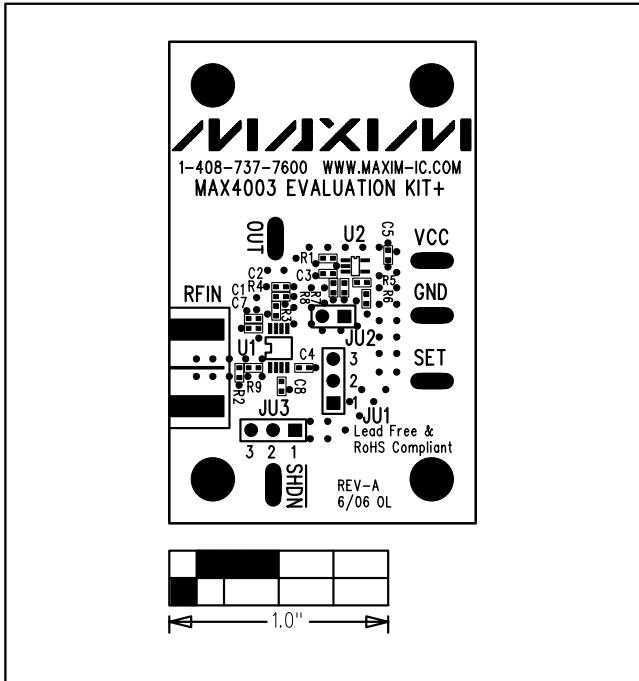 MAXIM
1-408-737-7600 WWW.MAXIM-IC.COM
MAX4003 EVALUATION KIT+
OUT
U2
C5
VCC
R1
C2
C3
R4
C1
C7
R5
R6
R8
R7
R3
GND
RFIN
JU2
U1
C4
SET
3
2
1
R2
R9
C8
JU3
JU1
3 2 1
Lead Free &
RoHS Compliant
SHDN
REV-A
6/06 OL
1.0"